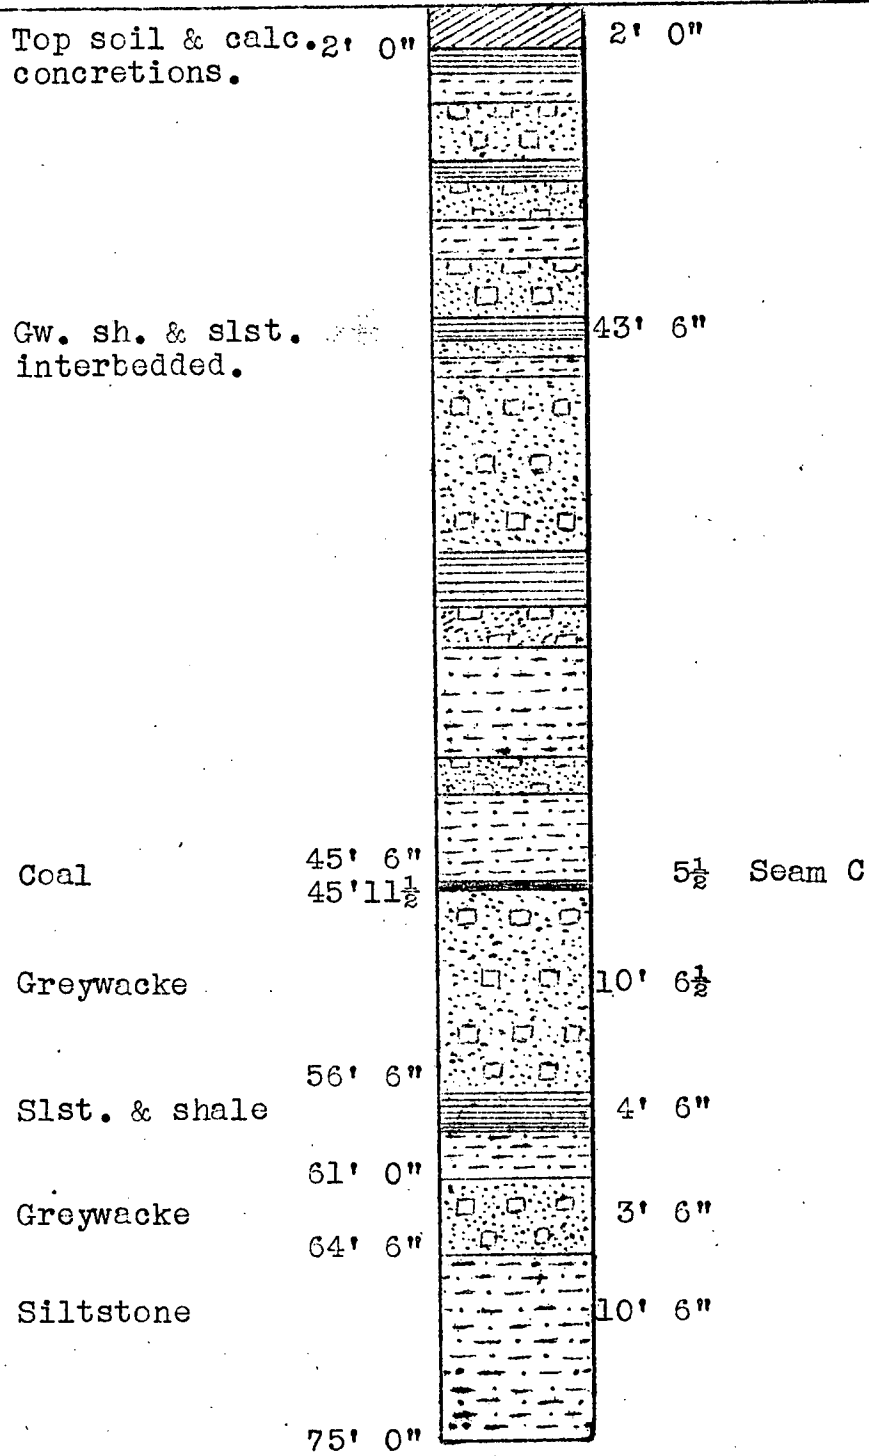 Top soil & calc. 2' 0" 2' 0"
concretions.
Gw. sh. & slst. 43' 6"
interbedded.
45' 6"
Coal 5½ Seam C
45'11½
Greywacke 10' 6½
56' 6"
Slst. & shale 4' 6"
61' 0"
Greywacke 3' 6"
64' 6"
Siltstone 10' 6"
75' 0"